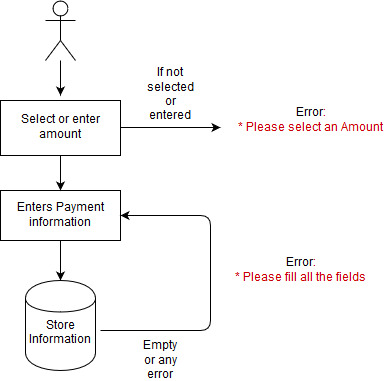 If not
selected
or
entered
Select or enter
amount
Error:
* Please select an Amount
Enters Payment
information
Error:
* Please fill all the fields
Store
Information
Empty
or any
error